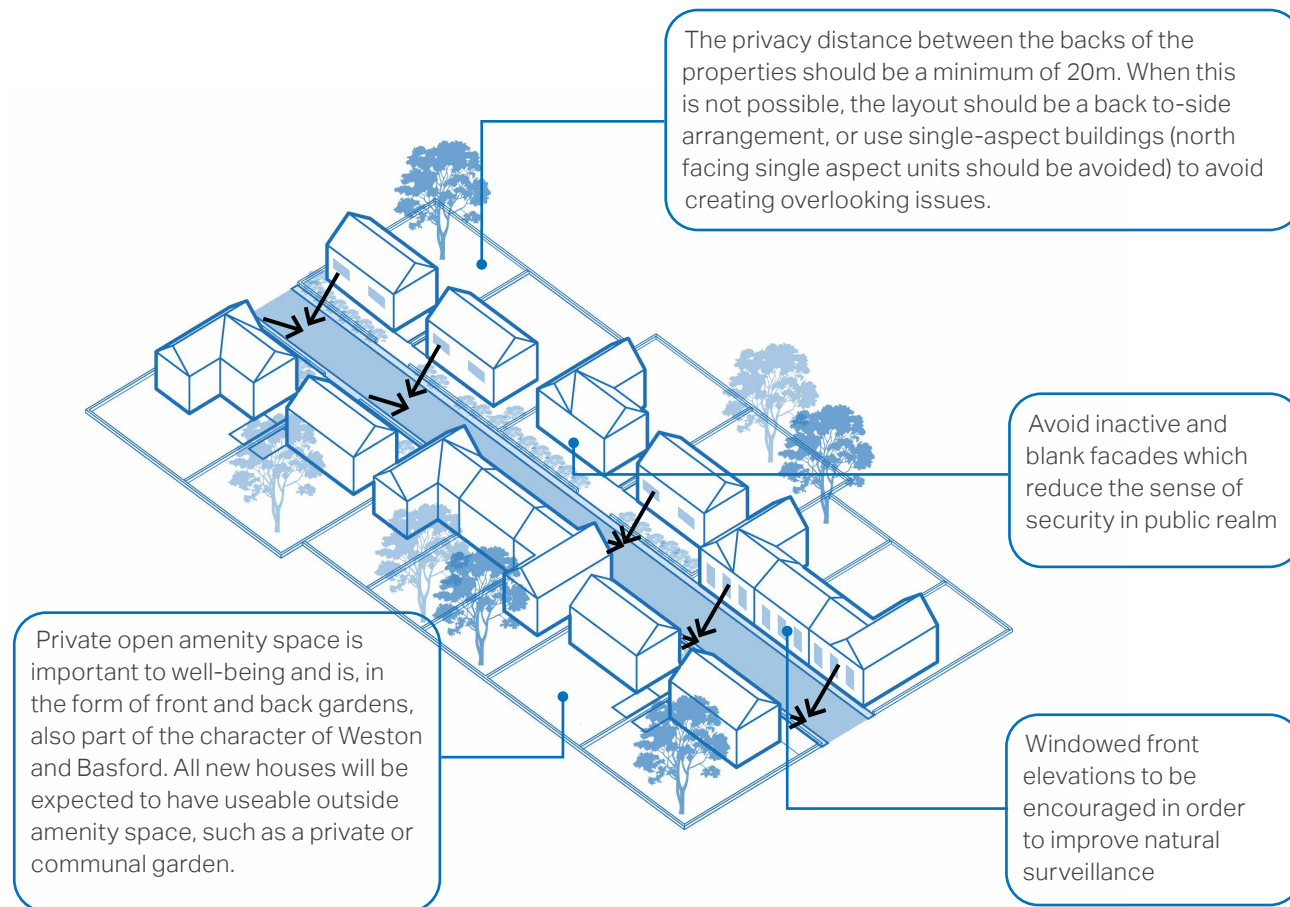 The privacy distance between the backs of the
properties should be a minimum of 20m. When this
is not possible, the layout should be a back to-side
arrangement, or use single-aspect buildings (north
facing single aspect units should be avoided) to avoid
creating overlooking issues.
Avoid inactive and
blank facades which
reduce the sense of
security in public realm
Private open amenity space is
important to well-being and is, in
the form of front and back gardens,
also part of the character of Weston
and Basford. All new houses will be
expected to have useable outside
amenity space, such as a private or
communal garden.
Windowed front
elevations to be
encouraged in order
to improve natural
surveillance